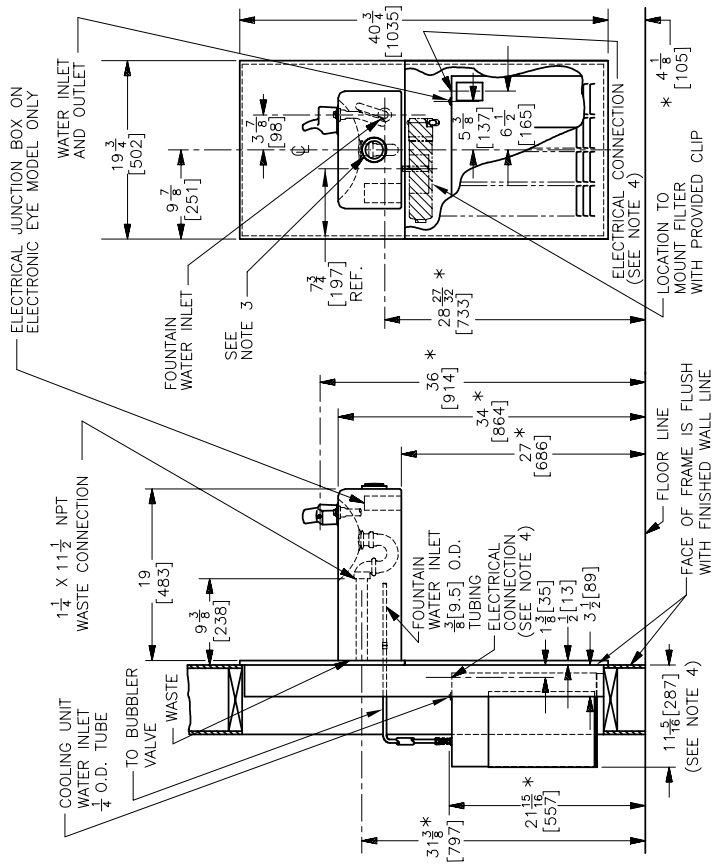 ELECTRICAL JUNCTION BOX ON
ELECTRONIC EYE MODEL ONLY
1 1/4 X 11 1/2 NPT
WASTE CONNECTION
COOLING UNIT
WATER INLET
1/4 O.D. TUBE
TO BUBBLER
VALVE
WASTE
19
[483]
9 3/8
[238]
FOUNTAIN
WATER INLET
3/8 [9.5] O.D.
TUBING
ELECTRICAL
CONNECTION
(SEE NOTE 4)
1 3/8 [35]
1/2 [13]
3 1/2 [89]
31 3/8 *
[797]
21 15/16 *
[557]
11 5/16 [287]
(SEE NOTE 4)
36 *
[914]
34 *
[864]
27 *
[686]
FLOOR LINE
FACE OF FRAME IS FLUSH
WITH FINISHED WALL LINE
WATER INLET
AND OUTLET
19 3/4
[502]
9 7/8
[251]
3 7/8
[98]
℄
FOUNTAIN
WATER INLET
SEE
NOTE 3
7 3/4
[197]
REF.
28 27/32 *
[733]
40 3/4
[1035]
5 3/8
[137]
6 1/2
[165]
* 4 1/8
[105]
ELECTRICAL CONNECTION
(SEE NOTE 4)
LOCATION TO
MOUNT FILTER
WITH PROVIDED CLIP